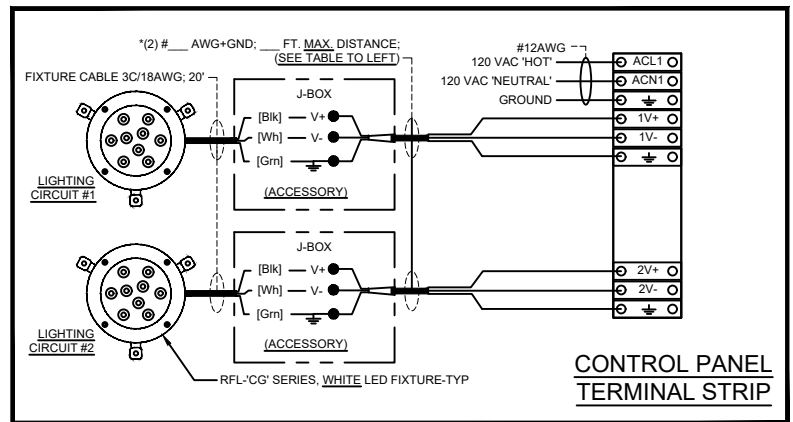 *(2) #___ AWG+GND; ___ FT. MAX. DISTANCE;
(SEE TABLE TO LEFT)
FIXTURE CABLE 3C/18AWG; 20'
#12AWG
120 VAC 'HOT'
120 VAC 'NEUTRAL'
GROUND
ACL1
ACN1
1V+
1V-
2V+
2V-
J-BOX
[Blk] V+
[Wh] V-
[Grn]
(ACCESSORY)
LIGHTING
CIRCUIT #1
J-BOX
[Blk] V+
[Wh] V-
[Grn]
(ACCESSORY)
LIGHTING
CIRCUIT #2
RFL-'CG' SERIES, WHITE LED FIXTURE-TYP
CONTROL PANEL
TERMINAL STRIP